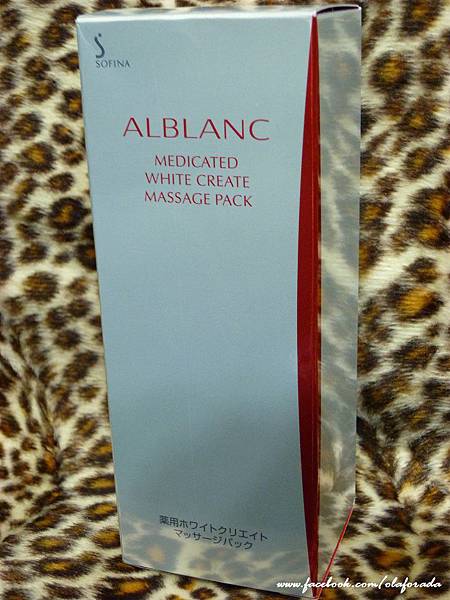 SOFINA
ALBLANC
MEDICATED
WHITE CREATE
MASSAGE PACK
薬用ホワイトクリエイト
マッサージパック
www.facebook.com/olaforada